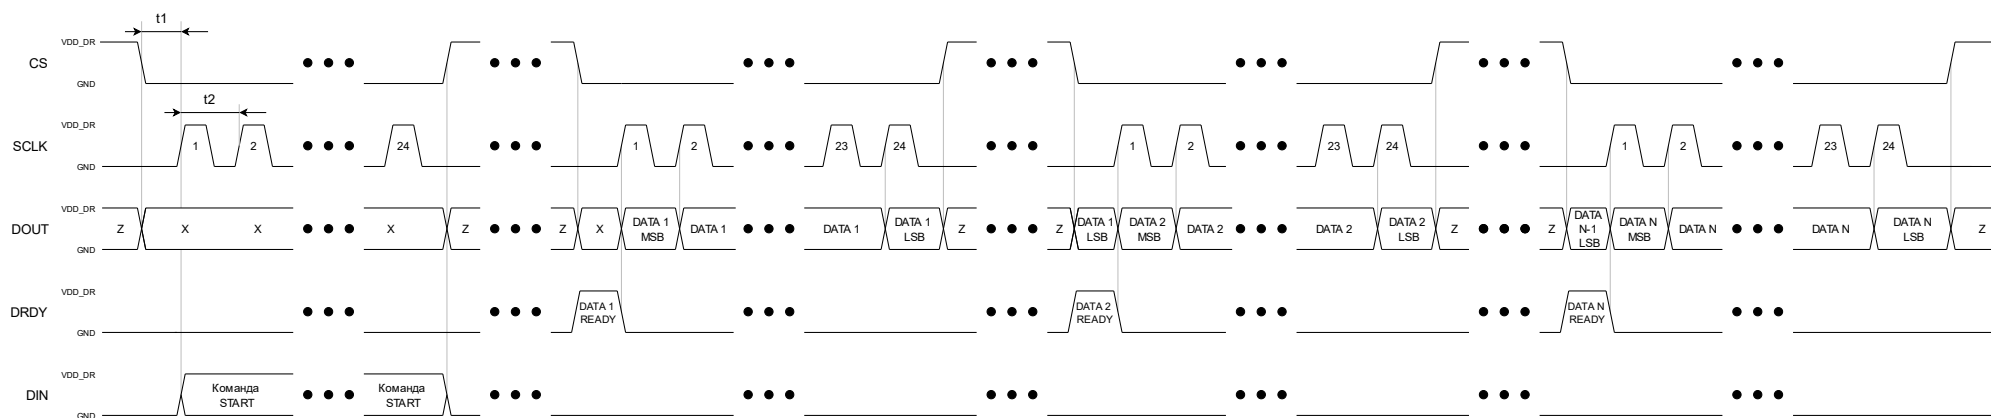 t1
CS
VDD_DR
GND
t2
SCLK
VDD_DR
GND
1 2 24 1 2 23 24 1 2 23 24 1 2 23 24
DOUT
VDD_DR
GND
Z X X X Z Z X
DATA 1
MSB
DATA 1
DATA 1
DATA 1
LSB
Z Z
DATA 1
LSB
DATA 2
MSB
DATA 2
DATA 2
DATA 2
LSB
Z Z
DATA
N-1
LSB
DATA N
MSB
DATA N
DATA N
DATA N
LSB
Z
DRDY
VDD_DR
GND
DATA 1
READY
DATA 2
READY
DATA N
READY
DIN
VDD_DR
GND
Команда
START
Команда
START